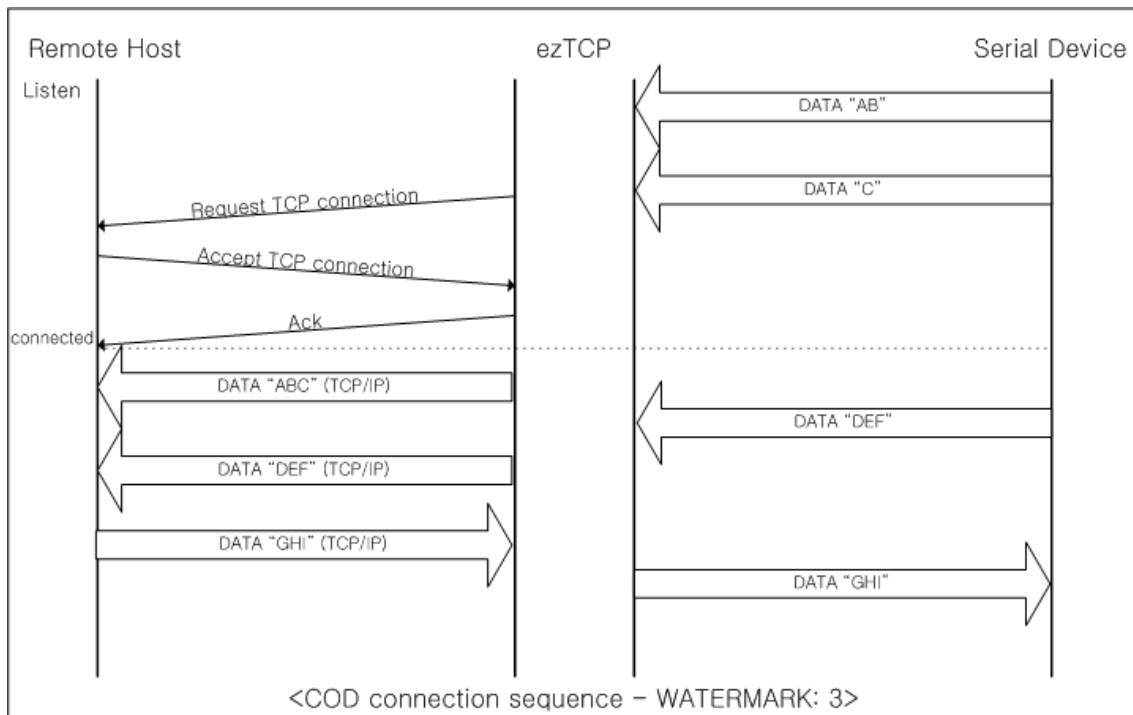 Remote Host ezTCP Serial Device
Listen
DATA “AB”
DATA “C”
Request TCP connection
Accept TCP connection
Ack
connected
DATA “ABC” (TCP/IP)
DATA “DEF”
DATA “DEF” (TCP/IP)
DATA “GHI” (TCP/IP)
DATA “GHI”
<COD connection sequence – WATERMARK: 3>